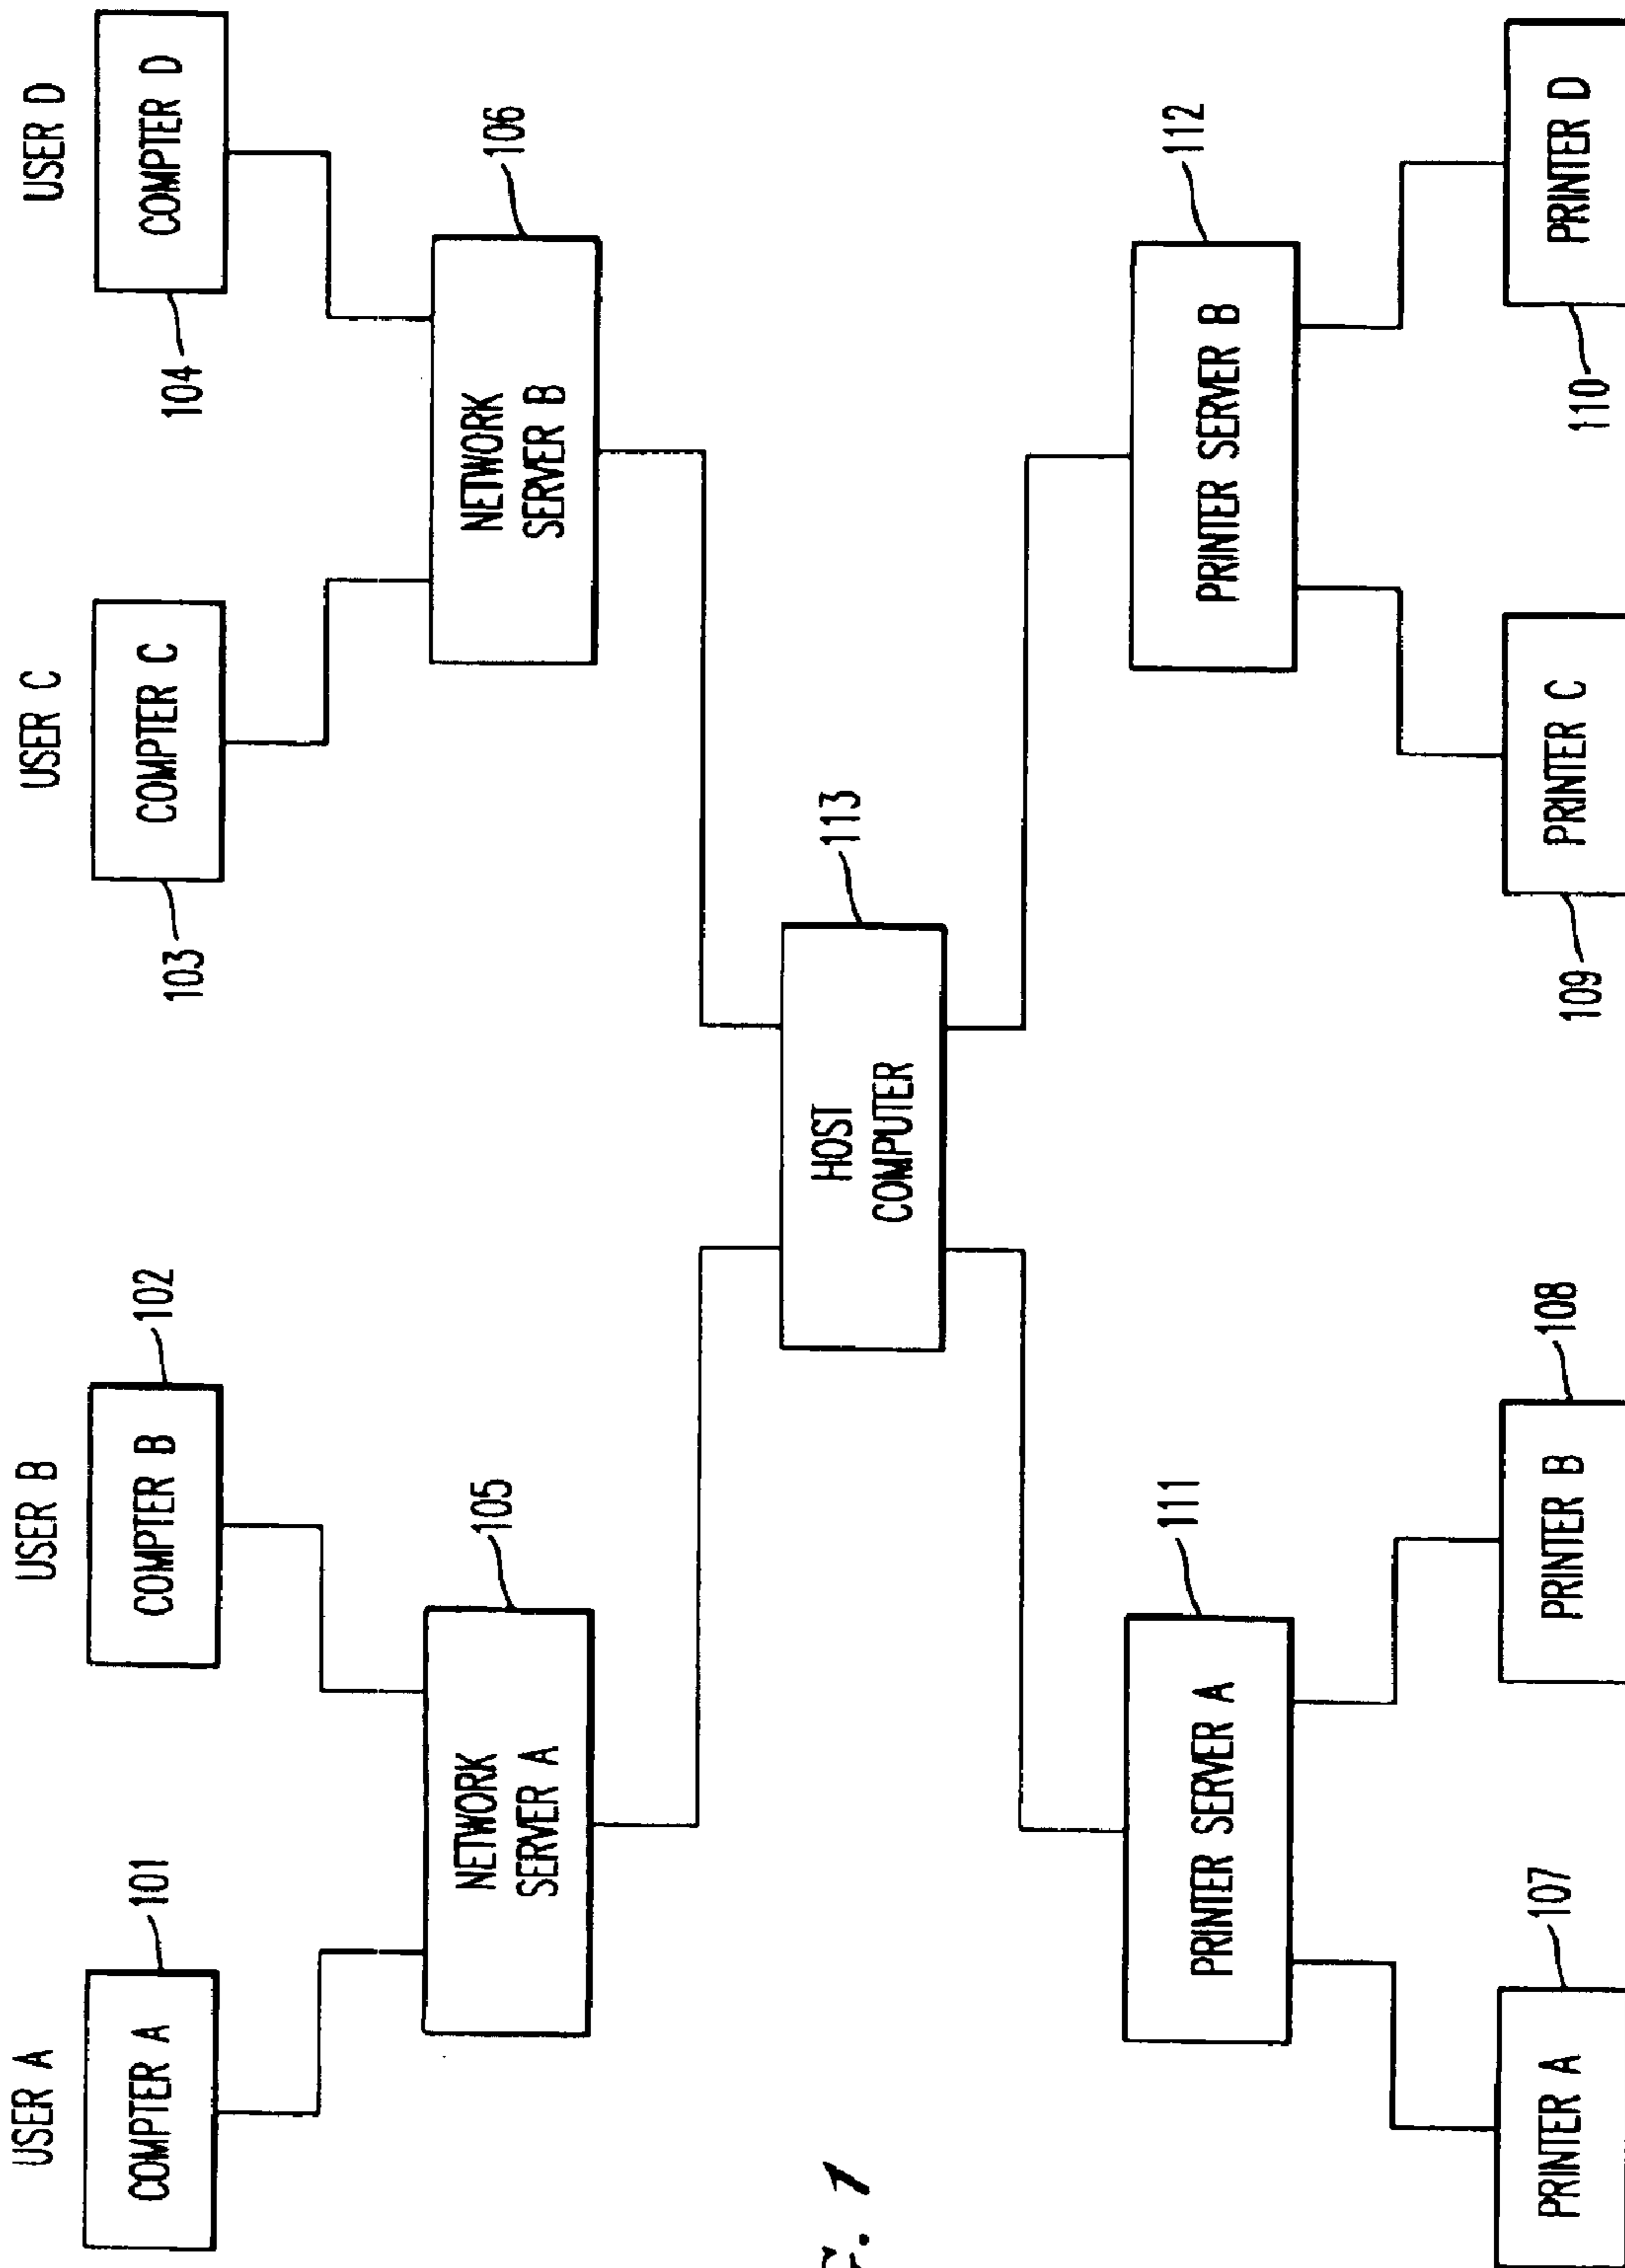 USER A
USER B
USER C
USER D
COMPTER A
101
COMPTER B
102
COMPTER C
103
COMPTER D
104
NETWORK
SERVER A
105
NETWORK
SERVER B
106
HOST
COMPUTER
113
PRINTER SERVER A
111
PRINTER SERVER B
112
PRINTER A
107
PRINTER B
108
PRINTER C
109
PRINTER D
110
G. 1